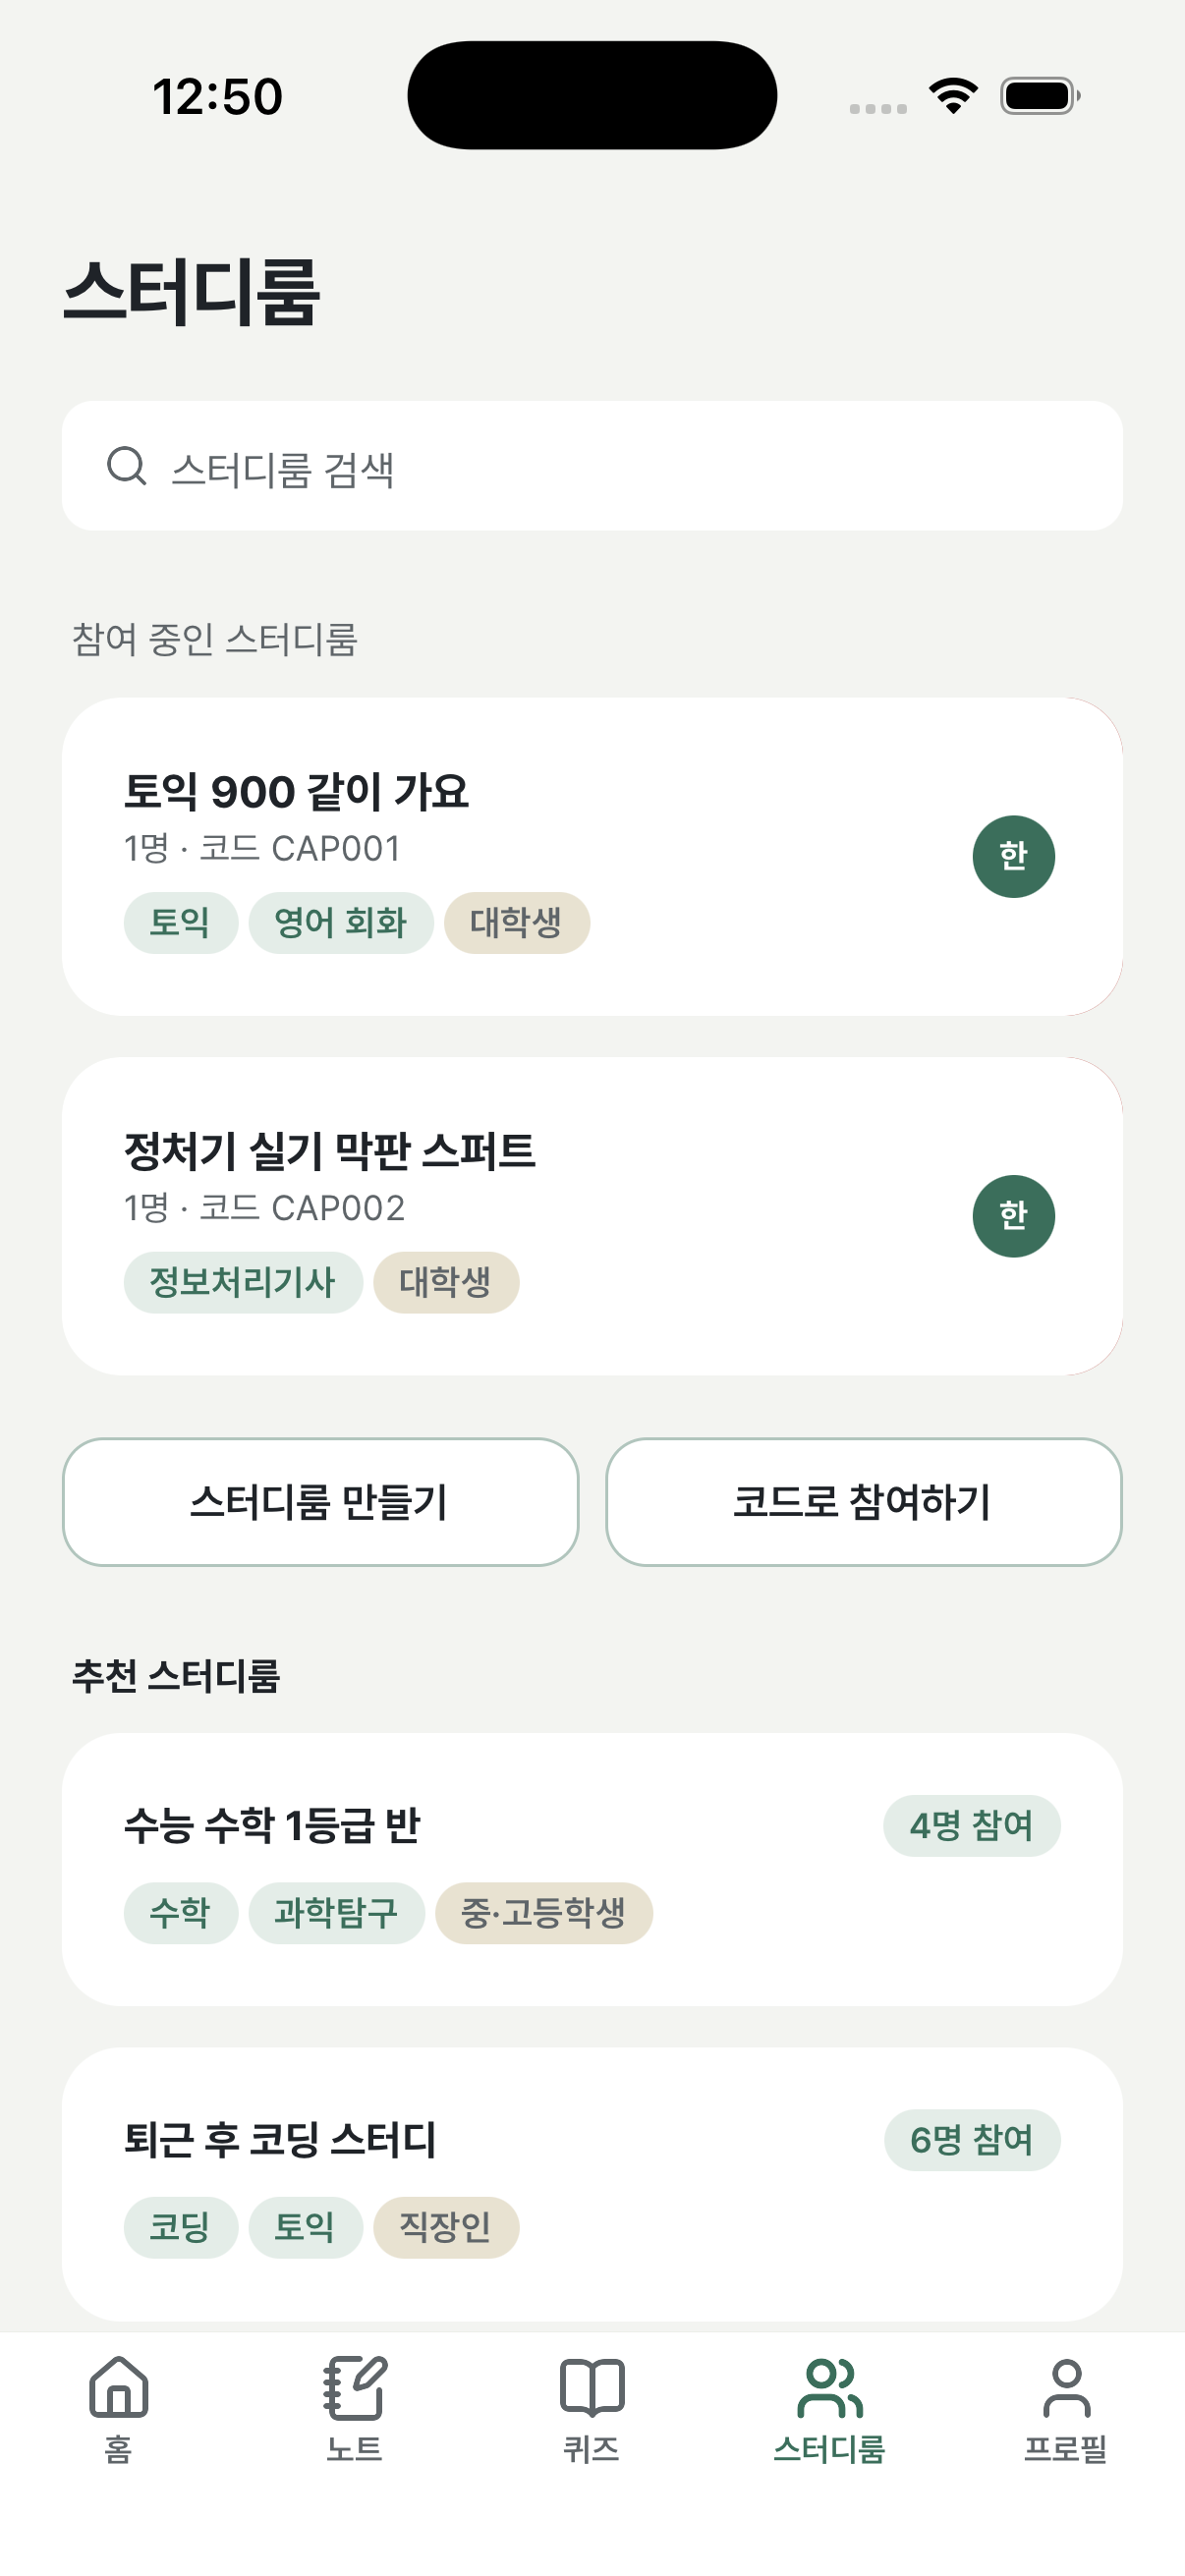 12:50
스터디룸
스터디룸 검색
참여 중인 스터디룸
토익 900 같이 가요
1명 · 코드 CAP001
한
토익 영어 회화 대학생
정처기 실기 막판 스퍼트
1명 · 코드 CAP002
한
정보처리기사 대학생
스터디룸 만들기 코드로 참여하기
추천 스터디룸
수능 수학 1등급 반 4명 참여
수학 과학탐구 중·고등학생
퇴근 후 코딩 스터디 6명 참여
코딩 토익 직장인
홈 노트 퀴즈 스터디룸 프로필